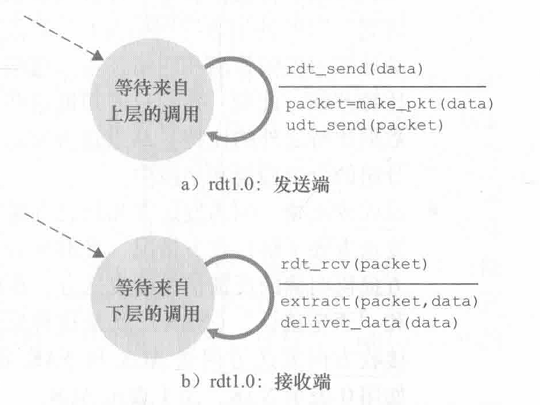 等待来自
上层的调用
rdt_send(data)
packet=make_pkt(data)
udt_send(packet)
a）rdt1.0：发送端
等待来自
下层的调用
rdt_rcv(packet)
extract(packet,data)
deliver_data(data)
b）rdt1.0：接收端